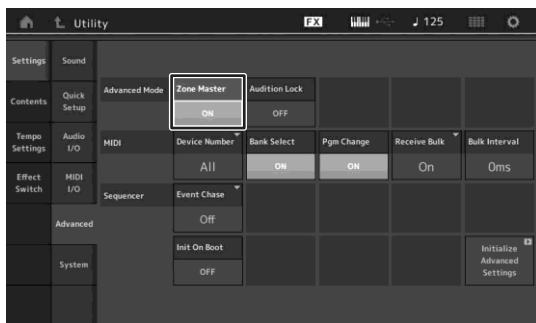 Utility
FX
125
Settings
Sound
Contents
Quick
Setup
Tempo
Settings
Audio
I/O
Effect
Switch
MIDI
I/O
Advanced
System
Advanced Mode
Zone Master
ON
Audition Lock
OFF
MIDI
Device Number
All
Bank Select
ON
Pgm Change
ON
Receive Bulk
On
Bulk Interval
0ms
Sequencer
Event Chase
Off
Init On Boot
OFF
Initialize
Advanced
Settings